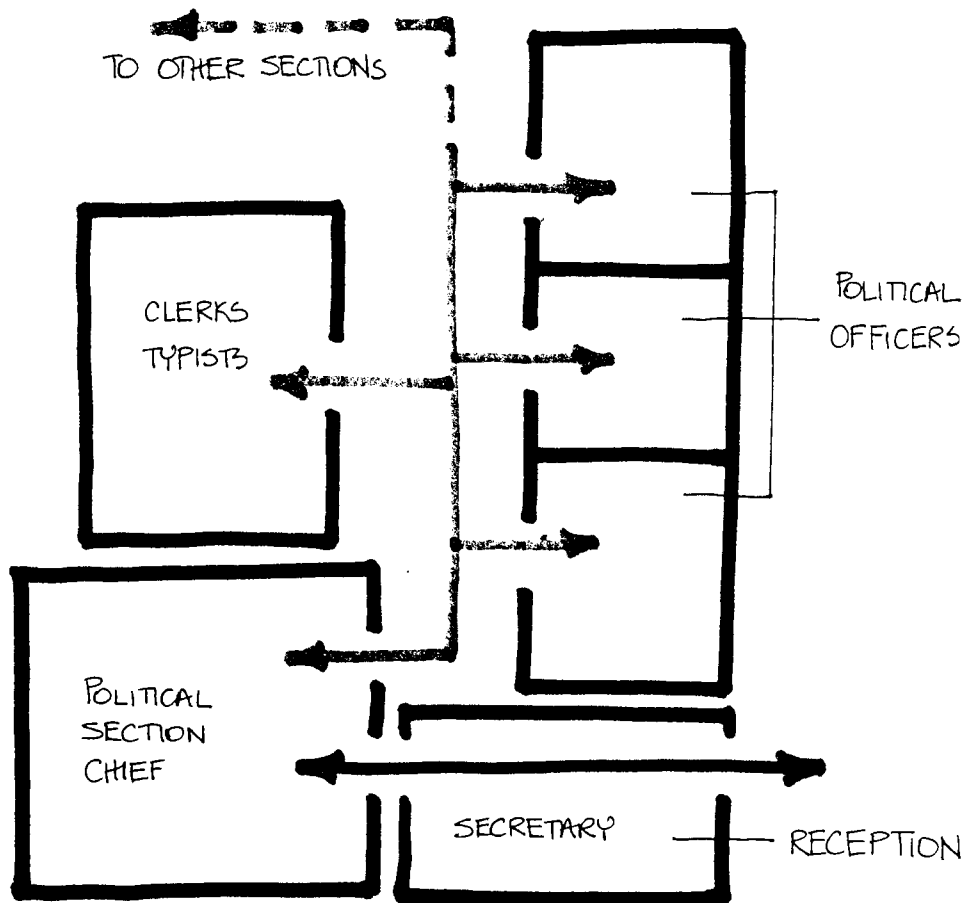 TO OTHER SECTIONS
CLERKS
TYPISTS
POLITICAL
OFFICERS
POLITICAL
SECTION
CHIEF
SECRETARY
RECEPTION